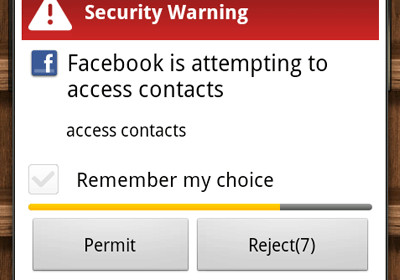 Security Warning
Facebook is attempting to
access contacts
access contacts
Remember my choice
Permit Reject(7)